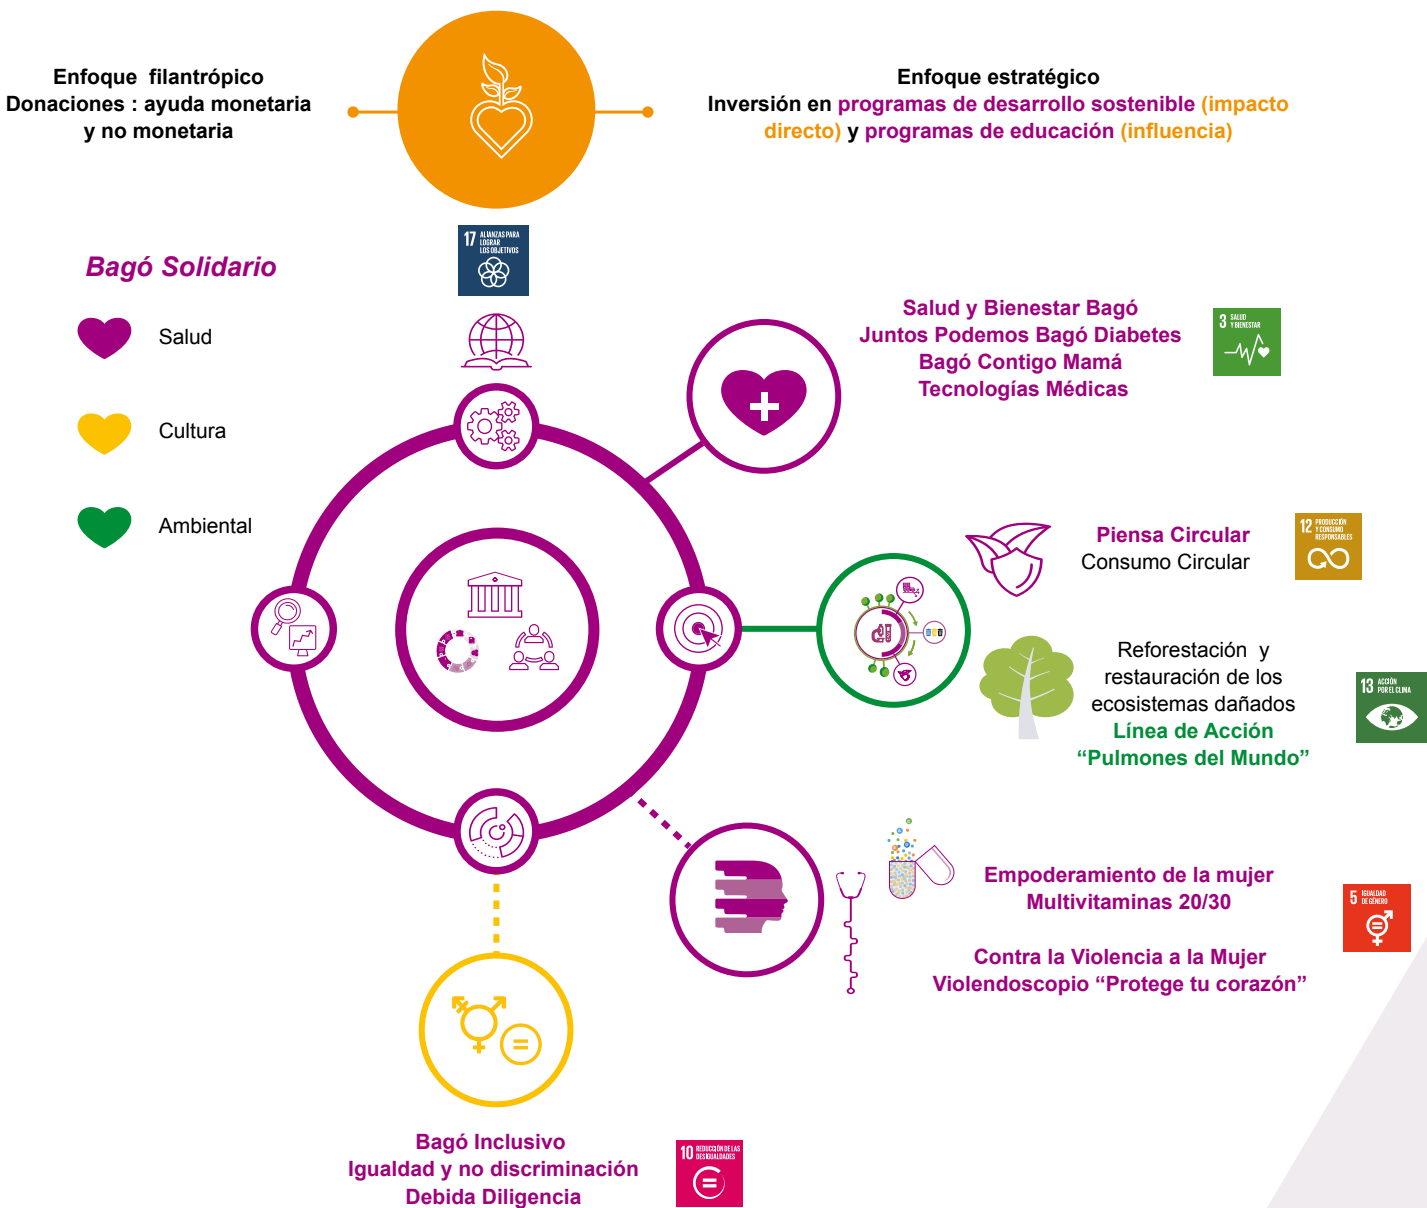 Enfoque filantrópico
Donaciones : ayuda monetaria
y no monetaria
Enfoque estratégico
Inversión en programas de desarrollo sostenible (impacto
directo) y programas de educación (influencia)
17 ALIANZAS PARA
LOGRAR
LOS OBJETIVOS
Bagó Solidario
Salud
Cultura
Ambiental
Salud y Bienestar Bagó
Juntos Podemos Bagó Diabetes
Bagó Contigo Mamá
Tecnologías Médicas
3 SALUD
Y BIENESTAR
Piensa Circular
Consumo Circular
12 PRODUCCIÓN
Y CONSUMO
RESPONSABLES
Reforestación y
restauración de los
ecosistemas dañados
Línea de Acción
“Pulmones del Mundo”
13 ACCIÓN
POR EL CLIMA
Empoderamiento de la mujer
Multivitaminas 20/30
Contra la Violencia a la Mujer
Violendoscopio “Protege tu corazón”
5 IGUALDAD
DE GÉNERO
Bagó Inclusivo
Igualdad y no discriminación
Debida Diligencia
10 REDUCCIÓN DE LAS
DESIGUALDADES